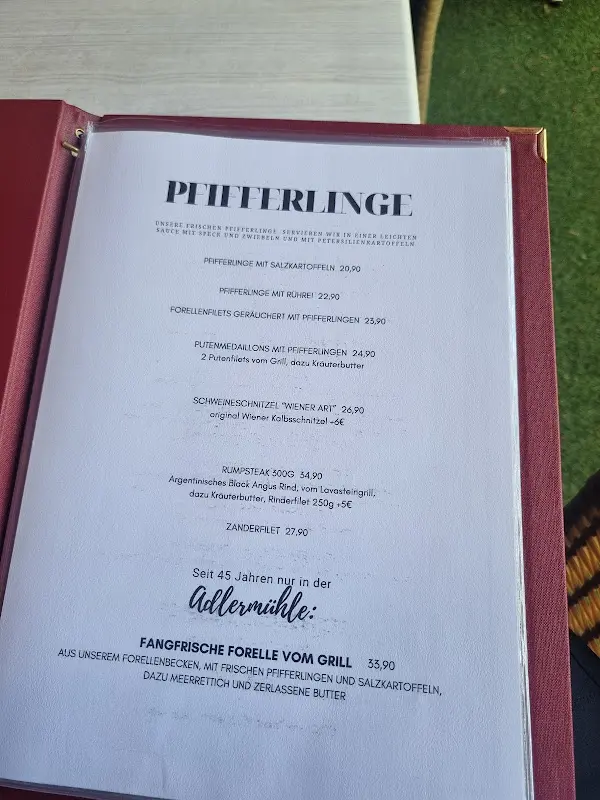 PFIFFERLINGE
UNSERE FRISCHEN PFIFFERLINGE SERVIEREN WIR IN EINER LEICHTEN
SAUCE MIT SPECK UND ZWIEBELN UND MIT PETERSILIENKARTOFFELN
PFIFFERLINGE MIT SALZKARTOFFELN 20,90
PFIFFERLINGE MIT RÜHREI 22,90
FORELLENFILETS GERÄUCHERT MIT PFIFFERLINGEN 23,90
PUTENMEDAILLONS MIT PFIFFERLINGEN 24,90
2 Putenfilets vom Grill, dazu Kräuterbutter
SCHWEINESCHNITZEL "WIENER ART" 26,90
original Wiener Kalbsschnitzel +6€
RUMPSTEAK 300G 34,90
Argentinisches Black Angus Rind, vom Lavasteingrill,
dazu Kräuterbutter, Rinderfilet 250g +5€
ZANDERFILET 27,90
Seit 45 Jahren nur in der
Adlermühle:
FANGFRISCHE FORELLE VOM GRILL 33,90
AUS UNSEREM FORELLENBECKEN, MIT FRISCHEN PFIFFERLINGEN UND SALZKARTOFFELN,
DAZU MEERRETTICH UND ZERLASSENE BUTTER